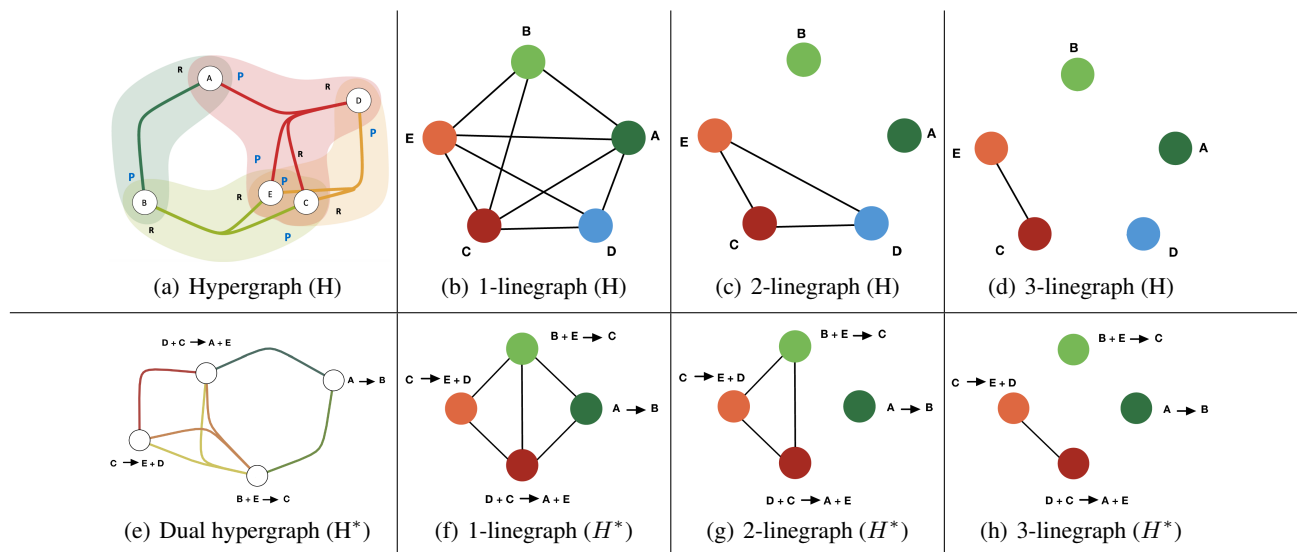 R
A
P
R
D
P
P
R
P
P
E
R
C
R
B
R
P
(a) Hypergraph (H)
B
E
A
C
D
(b) 1-linegraph (H)
B
E
A
C
D
(c) 2-linegraph (H)
B
E
A
C
D
(d) 3-linegraph (H)
D + C → A + E
A → B
C → E + D
B + E → C
(e) Dual hypergraph (H*)
B + E → C
C → E + D
A → B
D + C → A + E
(f) 1-linegraph (H*)
B + E → C
C → E + D
A → B
D + C → A + E
(g) 2-linegraph (H*)
B + E → C
C → E + D
A → B
D + C → A + E
(h) 3-linegraph (H*)